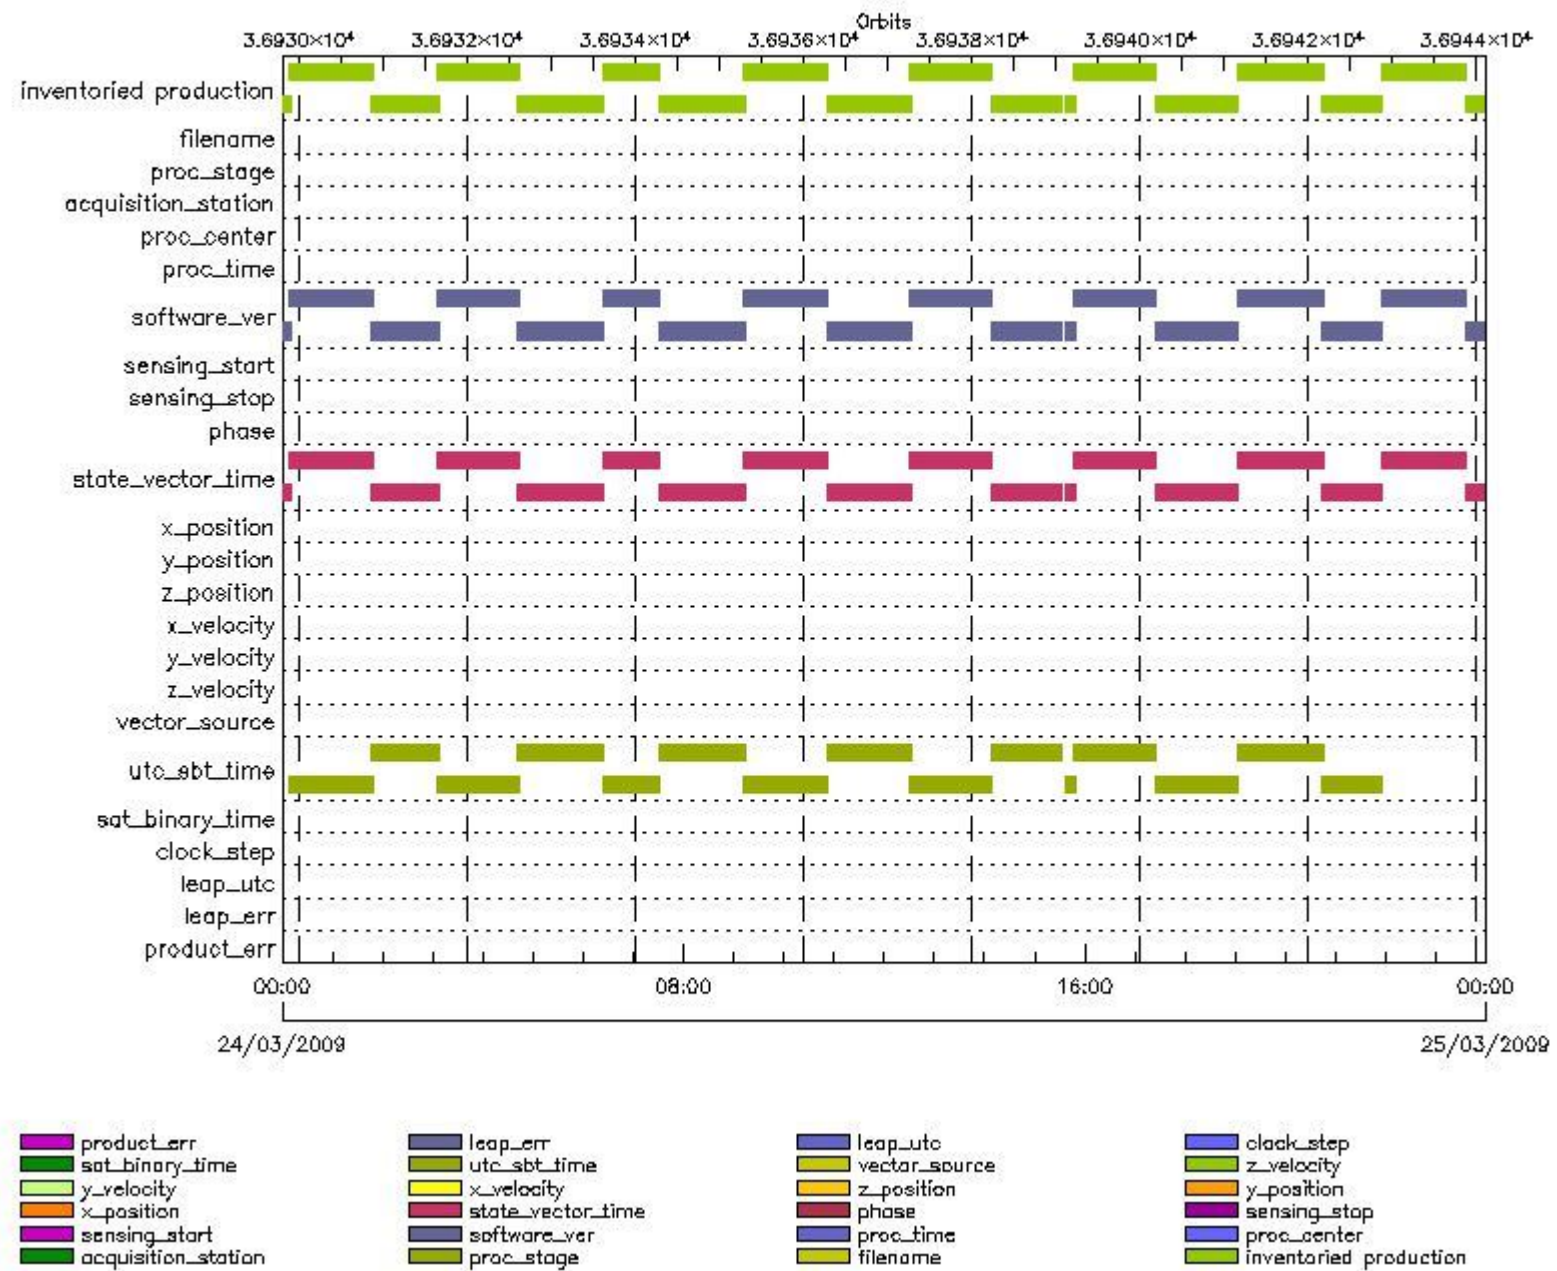 Orbits
3.6930×10⁴ 3.6932×10⁴ 3.6934×10⁴ 3.6936×10⁴ 3.6938×10⁴ 3.6940×10⁴ 3.6942×10⁴ 3.6944×10⁴
inventoried production
filename
proc_stage
acquisition_station
proc_center
proc_time
software_ver
sensing_start
sensing_stop
phase
state_vector_time
x_position
y_position
z_position
x_velocity
y_velocity
z_velocity
vector_source
utc_sbt_time
sat_binary_time
clock_step
leap_utc
leap_err
product_err
00:00 08:00 16:00 00:00
24/03/2009 25/03/2009
product_err leap_err leap_utc clock_step
sat_binary_time utc_sbt_time vector_source z_velocity
y_velocity x_velocity z_position y_position
x_position state_vector_time phase sensing_stop
sensing_start software_ver proc_time proc_center
acquisition_station proc_stage filename inventoried production